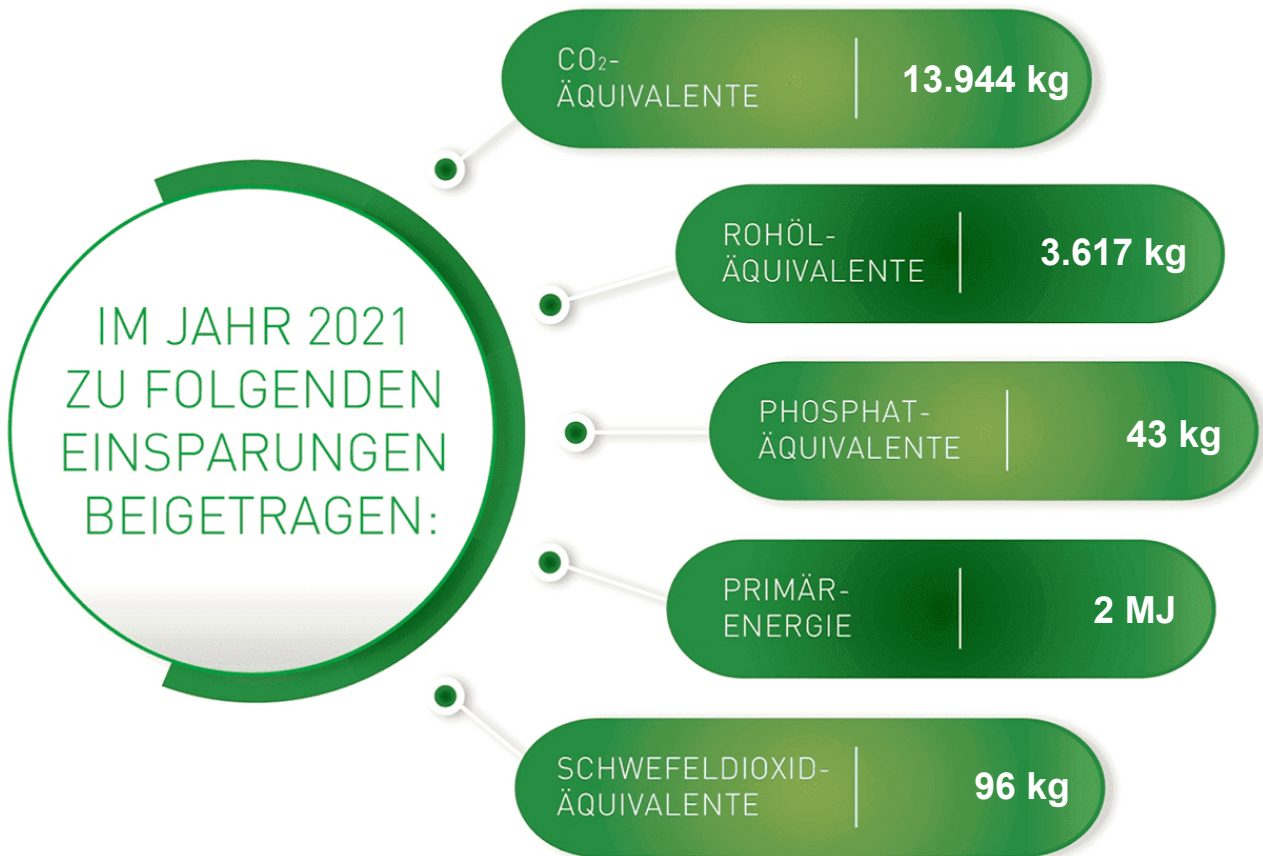 IM JAHR 2021
ZU FOLGENDEN
EINSPARUNGEN
BEIGETRAGEN:
CO₂-
ÄQUIVALENTE
13.944 kg
ROHÖL-
ÄQUIVALENTE
3.617 kg
PHOSPHAT-
ÄQUIVALENTE
43 kg
PRIMÄR-
ENERGIE
2 MJ
SCHWEFELDIOXID-
ÄQUIVALENTE
96 kg